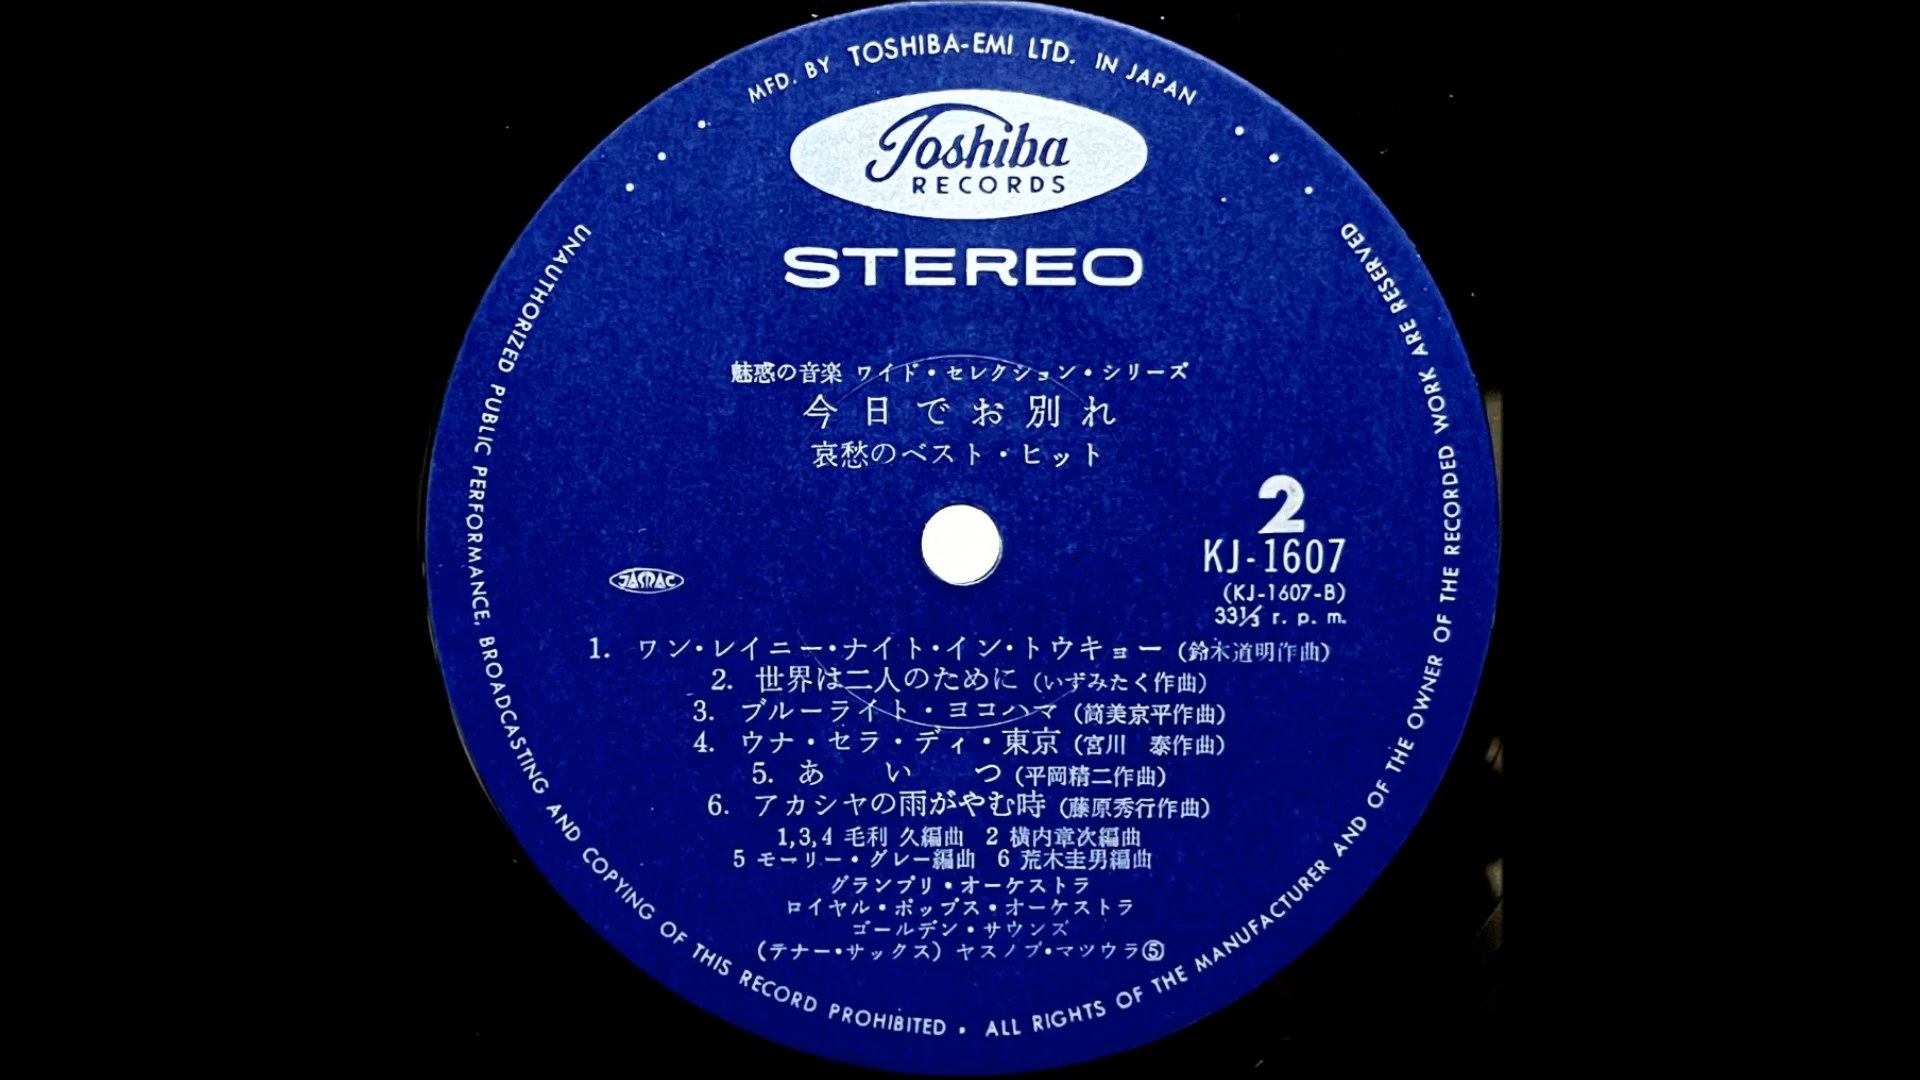 MFD. BY TOSHIBA-EMI LTD. IN JAPAN
Toshiba
RECORDS
STEREO
魅惑の音楽 ワイド・セレクション・シリーズ
今日でお別れ
哀愁のベスト・ヒット
2
KJ-1607
(KJ-1607-B)
33⅓ r. p. m.
JASRAC
1. ワン・レイニー・ナイト・イン・トウキョー (鈴木道明作曲)
2. 世界は二人のために (いずみたく作曲)
3. ブルーライト・ヨコハマ (筒美京平作曲)
4. ウナ・セラ・ディ・東京 (宮川 泰作曲)
5. あ い つ (平岡精二作曲)
6. アカシヤの雨がやむ時 (藤原秀行作曲)
1,3,4 毛利 久編曲 2 横内章次編曲
5 モーリー・グレー編曲 6 荒木圭男編曲
グランプリ・オーケストラ
ロイヤル・ポップス・オーケストラ
ゴールデン・サウンズ
(テナー・サックス) ヤスノブ・マツウラ⑤
UNAUTHORIZED PUBLIC PERFORMANCE, BROADCASTING AND COPYING OF THIS RECORD PROHIBITED • ALL RIGHTS OF THE MANUFACTURER AND OF THE OWNER OF THE RECORDED WORK ARE RESERVED